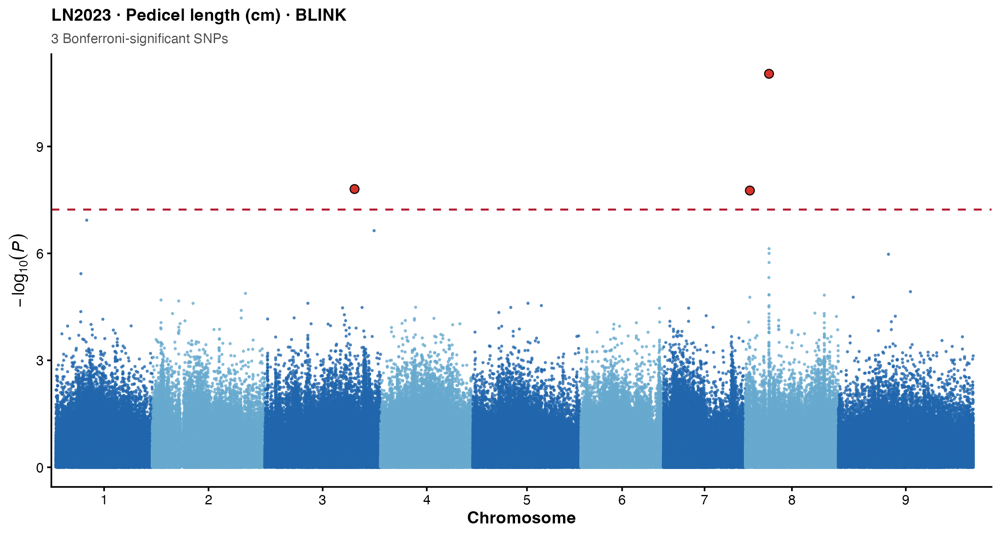 LN2023 · Pedicel length (cm) · BLINK
3 Bonferroni-significant SNPs
9
6
3
0
−log10(P)
1 2 3 4 5 6 7 8 9
Chromosome